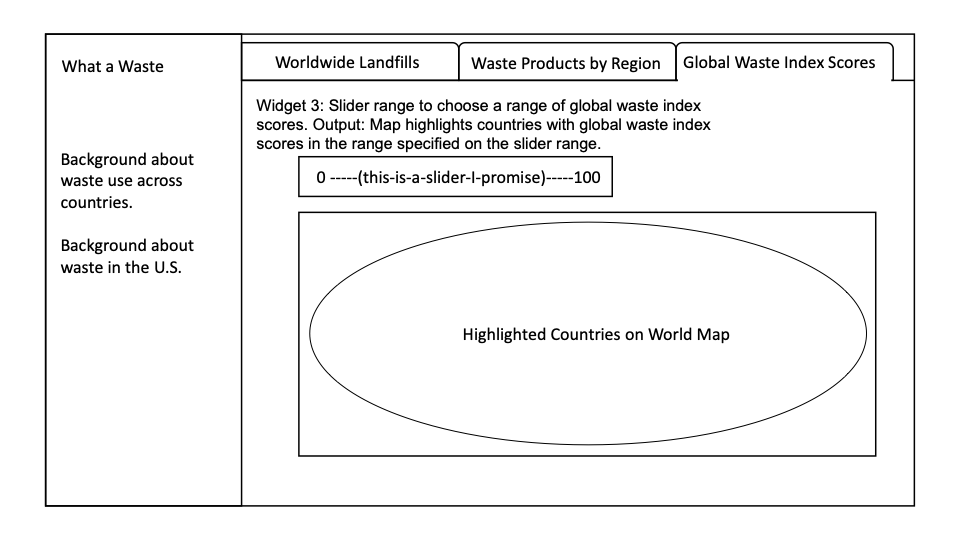 What a Waste
Background about
waste use across
countries.
Background about
waste in the U.S.
Worldwide Landfills
Waste Products by Region
Global Waste Index Scores
Widget 3: Slider range to choose a range of global waste index
scores. Output: Map highlights countries with global waste index
scores in the range specified on the slider range.
0 -----(this-is-a-slider-I-promise)-----100
Highlighted Countries on World Map